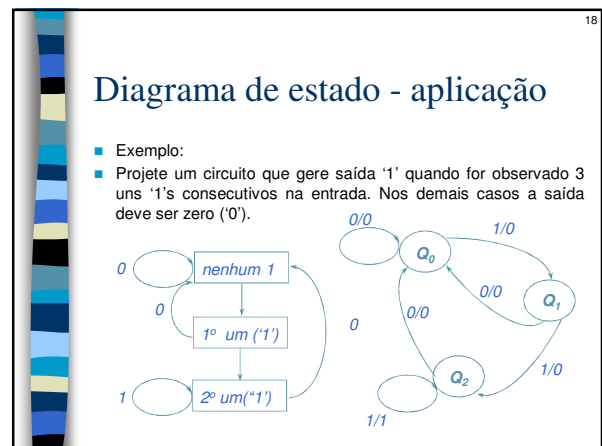 18
Diagrama de estado - aplicação
Exemplo:
Projete um circuito que gere saída ‘1’ quando for observado 3
uns ‘1’s consecutivos na entrada. Nos demais casos a saída
deve ser zero (‘0’).
0
nenhum 1
0
1º um (‘1’)
0
1
2º um(“1’)
0/0
1/0
Q0
0/0
Q1
0/0
1/0
Q2
1/1